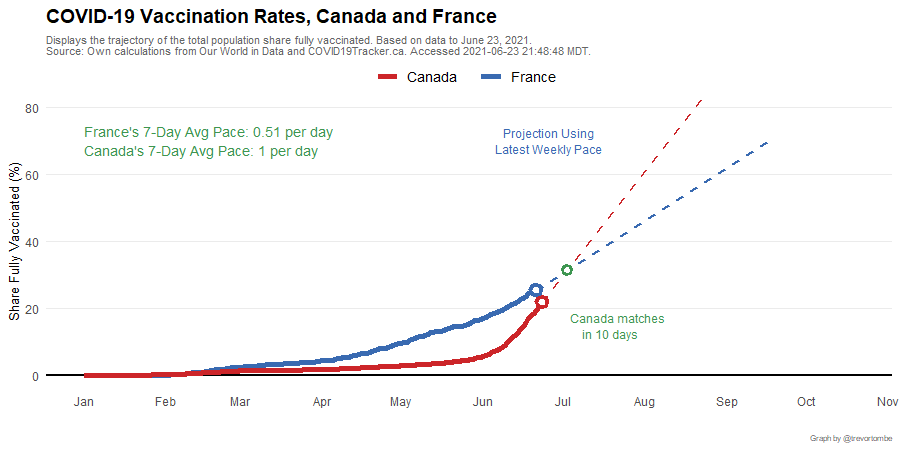 COVID-19 Vaccination Rates, Canada and France
Displays the trajectory of the total population share fully vaccinated. Based on data to June 23, 2021.
Source: Own calculations from Our World in Data and COVID19Tracker.ca. Accessed 2021-06-23 21:48:48 MDT.
Canada France
80
France's 7-Day Avg Pace: 0.51 per day
Canada's 7-Day Avg Pace: 1 per day
Projection Using
Latest Weekly Pace
60
Share Fully Vaccinated (%)
40
20
Canada matches
in 10 days
0
Jan Feb Mar Apr May Jun Jul Aug Sep Oct Nov
Graph by @trevortombe